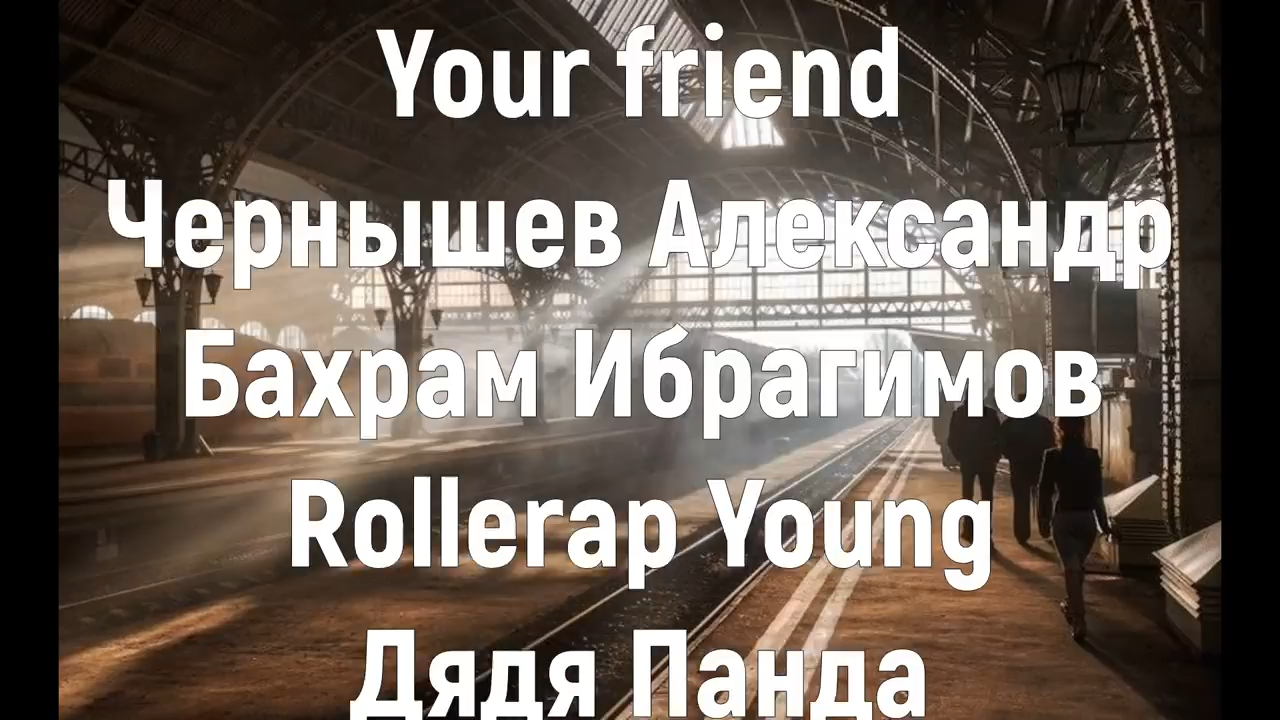 Your friend
Чернышев Александр
Бахрам Ибрагимов
Rollerap Young
Дядя Панда